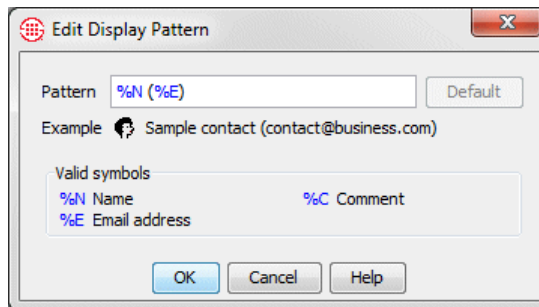 Edit Display Pattern
Pattern %N (%E) Default
Example Sample contact (contact@business.com)
Valid symbols
%N Name %C Comment
%E Email address
OK Cancel Help